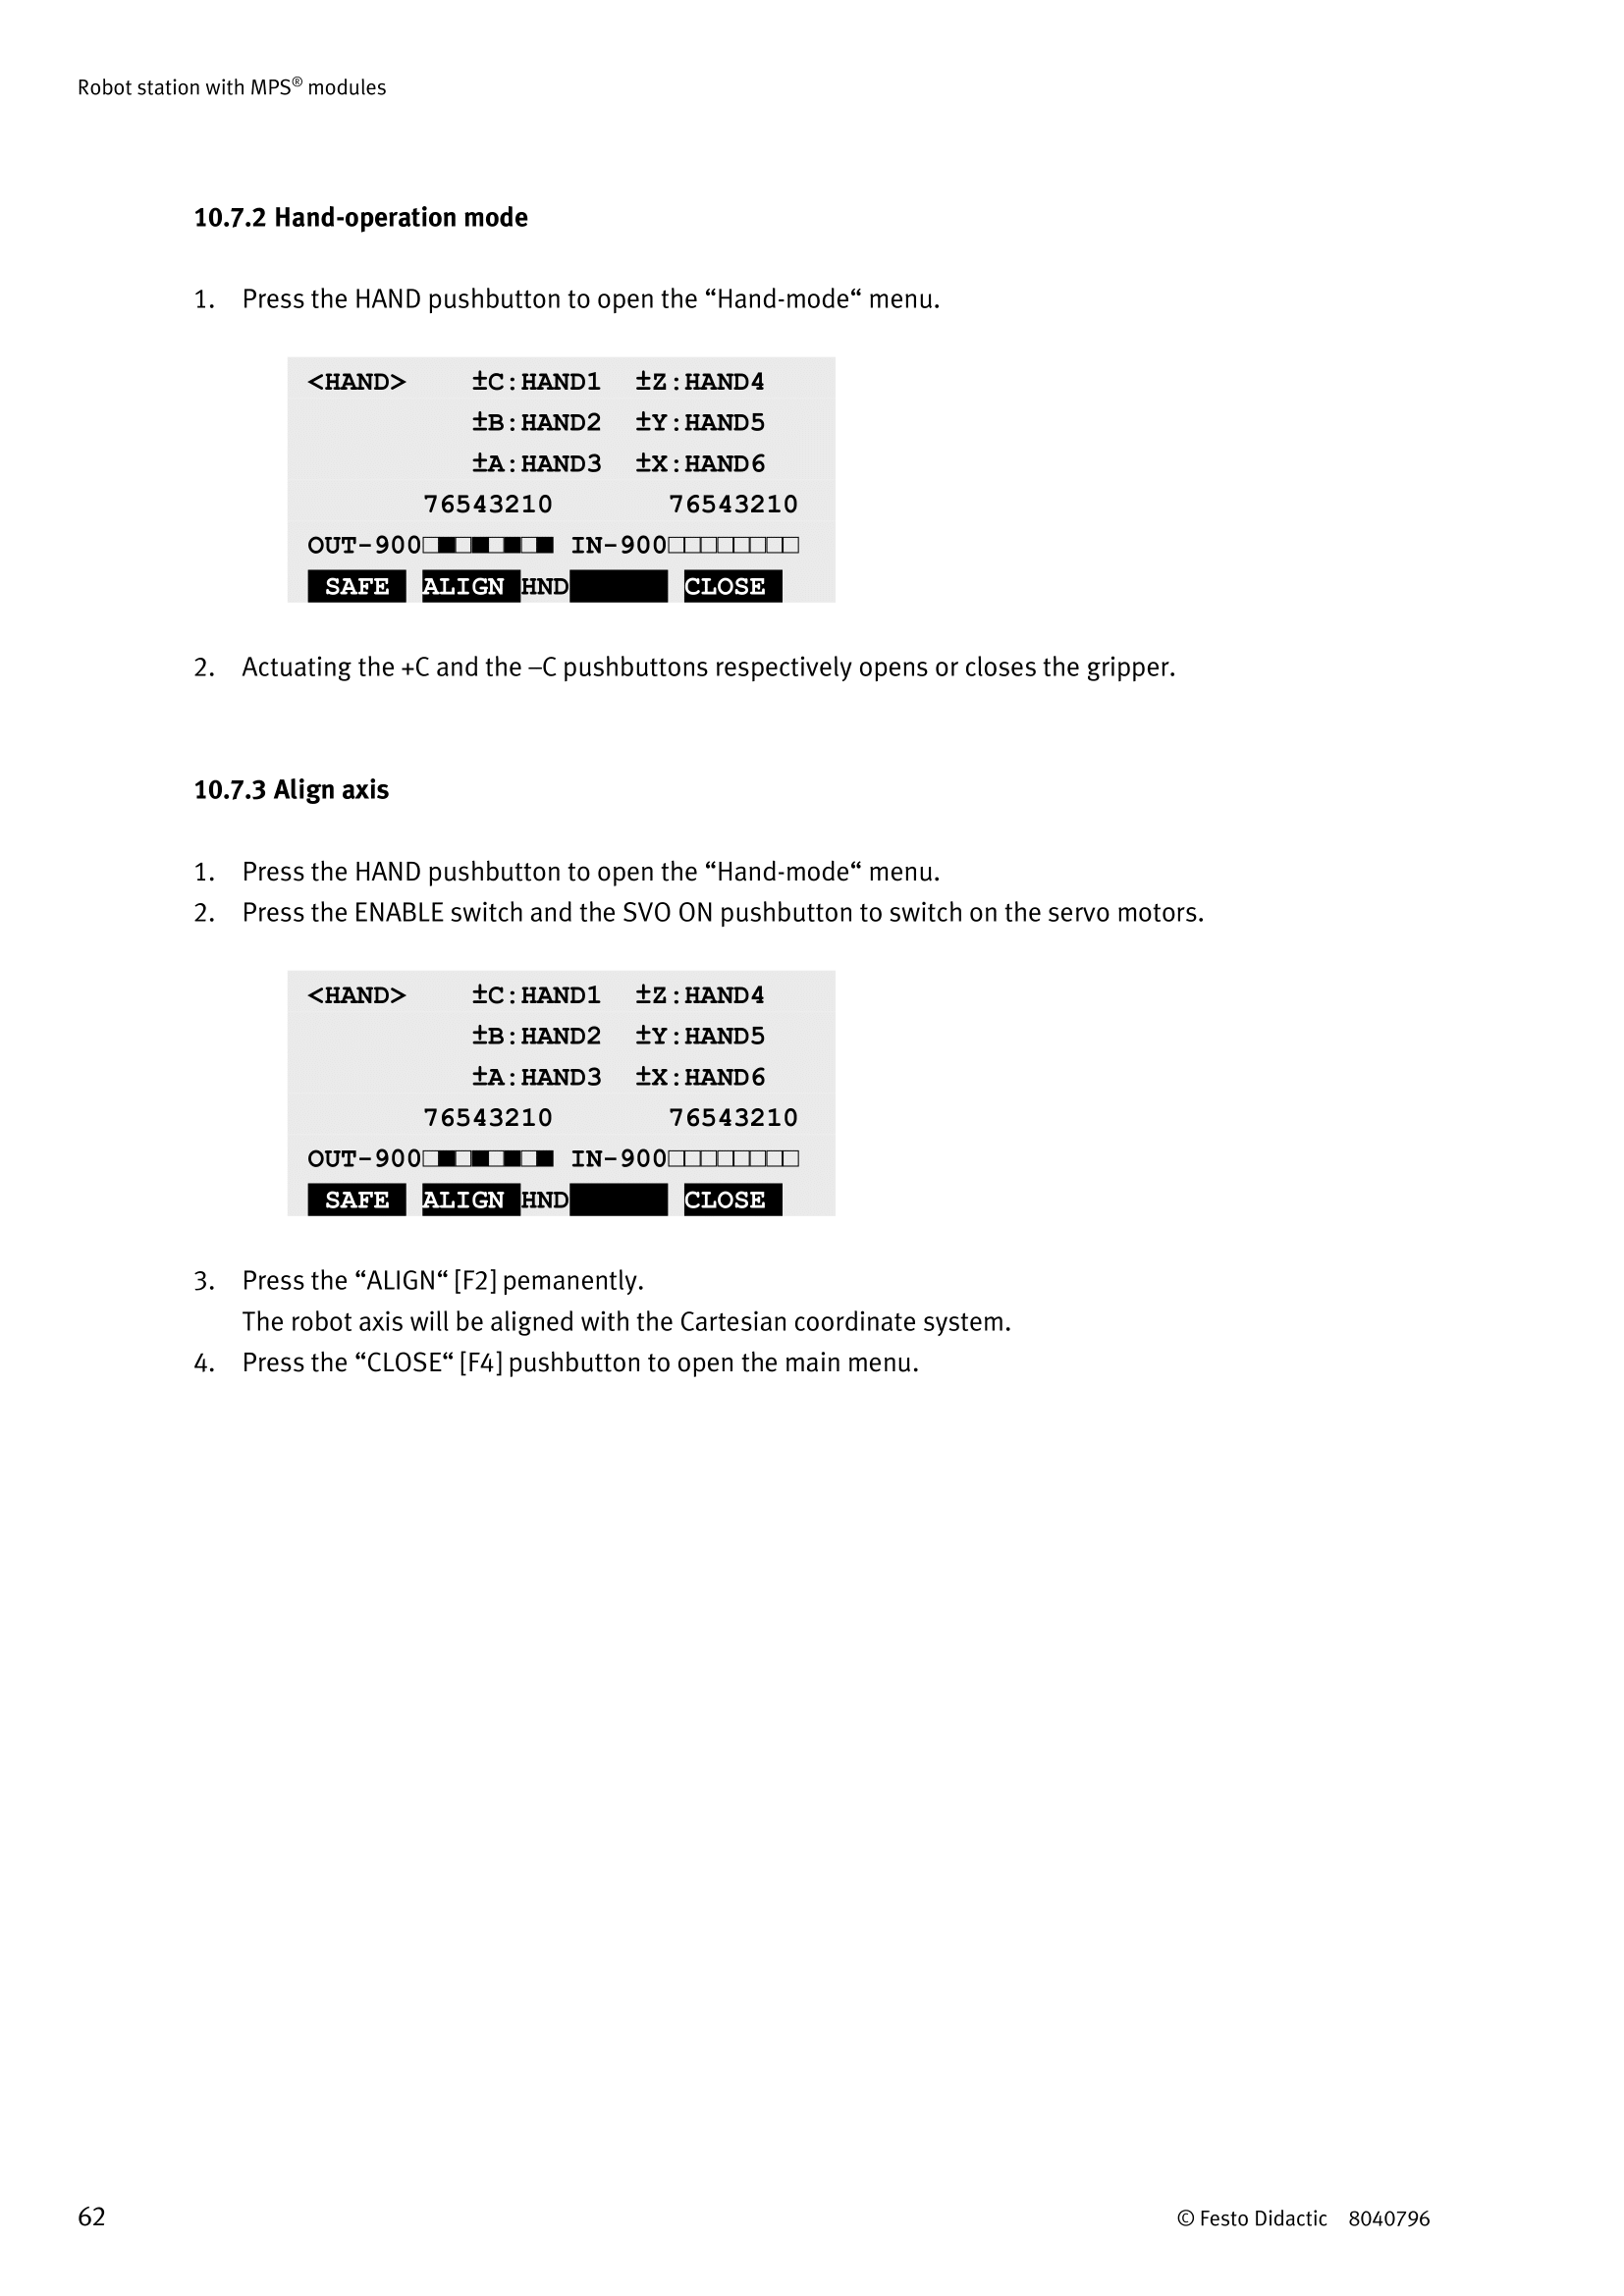 Robot station with MPS® modules
10.7.2 Hand-operation mode
1. Press the HAND pushbutton to open the “Hand-mode“ menu.
<HAND> ±C:HAND1 ±Z:HAND4
±B:HAND2 ±Y:HAND5
±A:HAND3 ±X:HAND6
76543210 76543210
OUT-900□■□■□■□■ IN-900□□□□□□□□
SAFE ALIGN HND CLOSE
2. Actuating the +C and the –C pushbuttons respectively opens or closes the gripper.
10.7.3 Align axis
1. Press the HAND pushbutton to open the “Hand-mode“ menu.
2. Press the ENABLE switch and the SVO ON pushbutton to switch on the servo motors.
<HAND> ±C:HAND1 ±Z:HAND4
±B:HAND2 ±Y:HAND5
±A:HAND3 ±X:HAND6
76543210 76543210
OUT-900□■□■□■□■ IN-900□□□□□□□□
SAFE ALIGN HND CLOSE
3. Press the “ALIGN“ [F2] pemanently.
The robot axis will be aligned with the Cartesian coordinate system.
4. Press the “CLOSE“ [F4] pushbutton to open the main menu.
62 © Festo Didactic 8040796